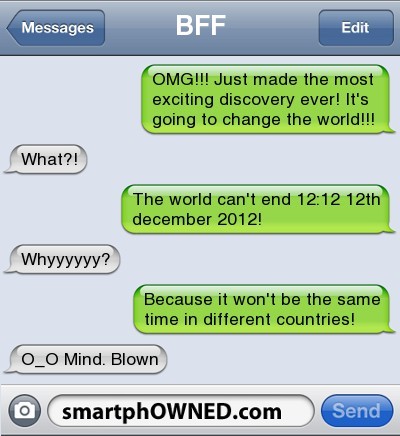 Messages
BFF
Edit
OMG!!! Just made the most
exciting discovery ever! It's
going to change the world!!!
What?!
The world can't end 12:12 12th
december 2012!
Whyyyyyy?
Because it won't be the same
time in different countries!
O_O Mind. Blown
smartphOWNED.com
Send